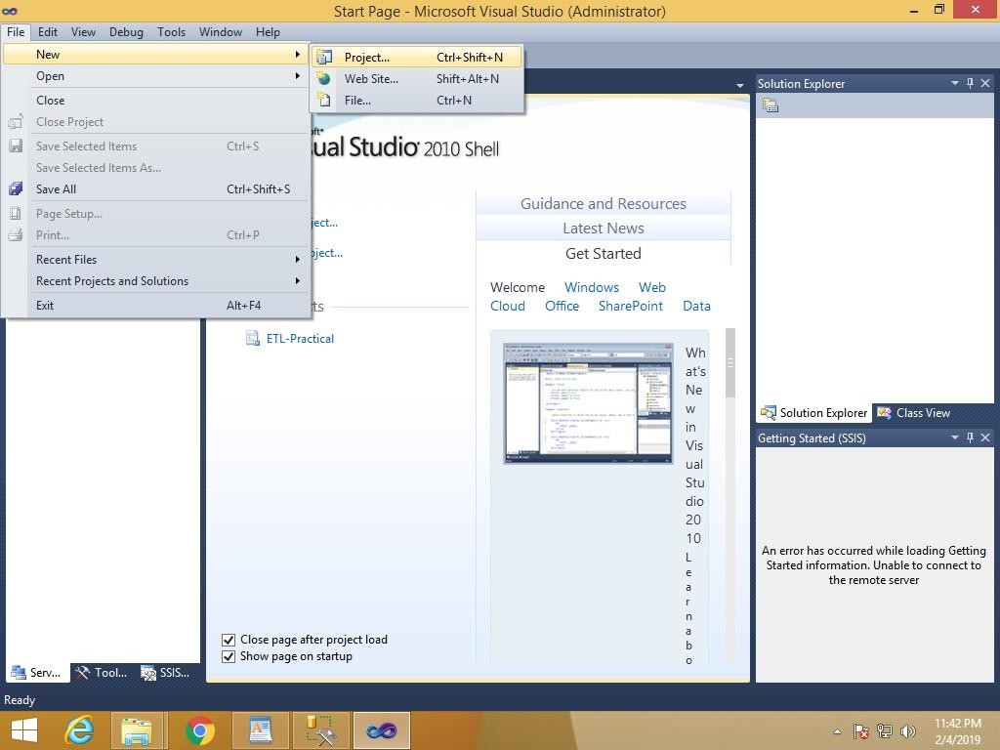 Start Page - Microsoft Visual Studio (Administrator)
File Edit View Debug Tools Window Help
New
Open
Close
Close Project
Save Selected Items Ctrl+S
Save Selected Items As...
Save All Ctrl+Shift+S
Page Setup...
Print... Ctrl+P
Recent Files
Recent Projects and Solutions
Exit Alt+F4
Project... Ctrl+Shift+N
Web Site... Shift+Alt+N
File... Ctrl+N
ual Studio 2010 Shell
ject...
oject...
ts
ETL-Practical
Guidance and Resources
Latest News
Get Started
Welcome Windows Web
Cloud Office SharePoint Data
Wh
at's
Ne
w
in
Vis
ual
Stu
dio
20
10
L
e
a
r
n
a
b
o
Close page after project load
Show page on startup
Solution Explorer
Solution Explorer Class View
Getting Started (SSIS)
An error has occurred while loading Getting
Started information. Unable to connect to
the remote server
Serv... Tool... SSIS...
Ready
11:42 PM
2/4/2019